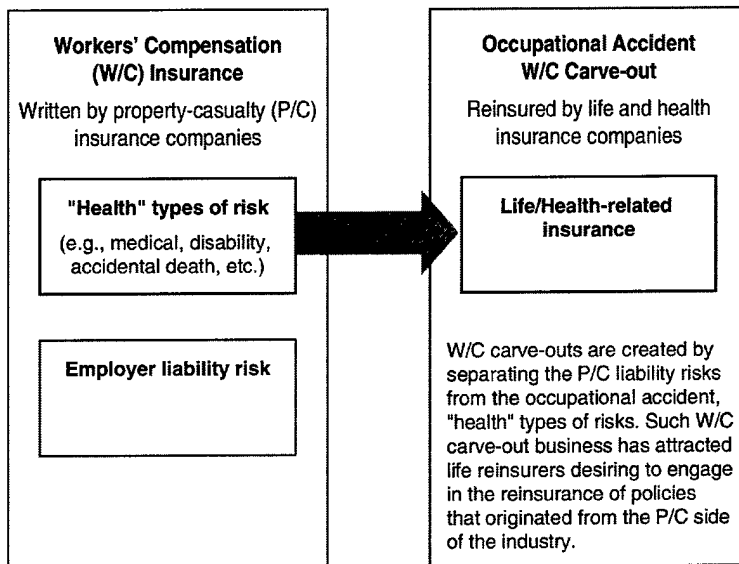 Workers' Compensation
(W/C) Insurance
Written by property-casualty (P/C)
insurance companies
"Health" types of risk
(e.g., medical, disability,
accidental death, etc.)
Employer liability risk
Occupational Accident
W/C Carve-out
Reinsured by life and health
insurance companies
Life/Health-related
insurance
W/C carve-outs are created by
separating the P/C liability risks
from the occupational accident,
"health" types of risks. Such W/C
carve-out business has attracted
life reinsurers desiring to engage
in the reinsurance of policies
that originated from the P/C side
of the industry.